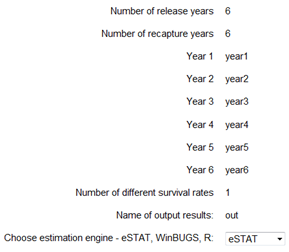 Number of release years 6
Number of recapture years 6
Year 1 year1
Year 2 year2
Year 3 year3
Year 4 year4
Year 5 year5
Year 6 year6
Number of different survival rates 1
Name of output results: out
Choose estimation engine - eSTAT, WinBUGS, R: eSTAT